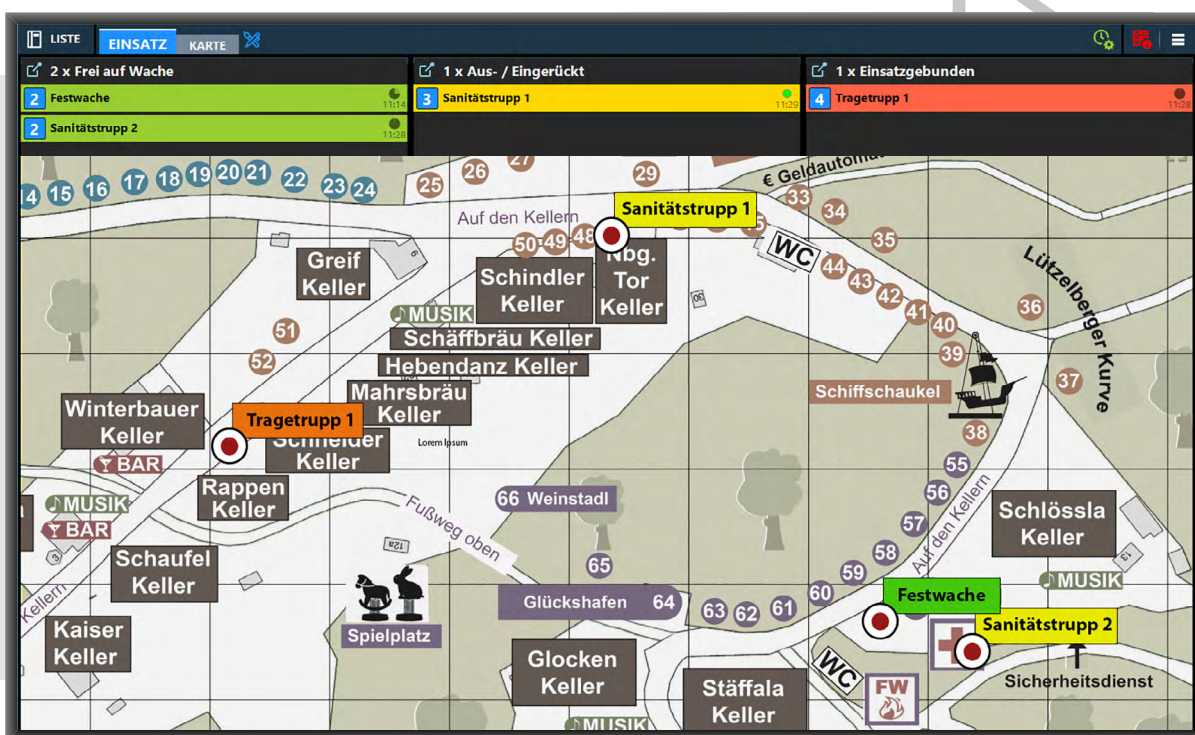 LISTE
EINSATZ
KARTE
2 x Frei auf Wache
1 x Aus- / Eingerückt
1 x Einsatzgebunden
2 Festwache 11:14
3 Sanitätstrupp 1 11:29
4 Tragetrupp 1 11:28
2 Sanitätstrupp 2 11:28
14 15 16 17 18 19 20 21 22 23 24
25 26 27 29
€ Geldautoma
33 34 35 36 37
Auf den Kellern
Sanitätstrupp 1
50 49 48
WC
44 43 42 41 40 39 38
Lützelberger Kurve
Greif
Keller
6
Schindler
Keller
Nbg.
Tor
Keller
30
MUSIK
51
52
Schäffbräu Keller
Hebendanz Keller
Mahrsbräu
Keller
Schiffschaukel
Winterbauer
Keller
Tragetrupp 1
Schneider
Keller
Lorem Ipsum
BAR
Rappen
Keller
MUSIK
BAR
3
Fußweg oben
66 Weinstadl
55
56
57
58
59
60
Auf den Kellern
Schlössla
Keller
13
MUSIK
Schaufel
Keller
12a
65
Kellern
Spielplatz
Glückshafen 64
63 62 61
Festwache
Sanitätstrupp 2
Kaiser
Keller
Glocken
Keller
WC
FW
Sicherheitsdienst
Stäffala
Keller
MUSIK